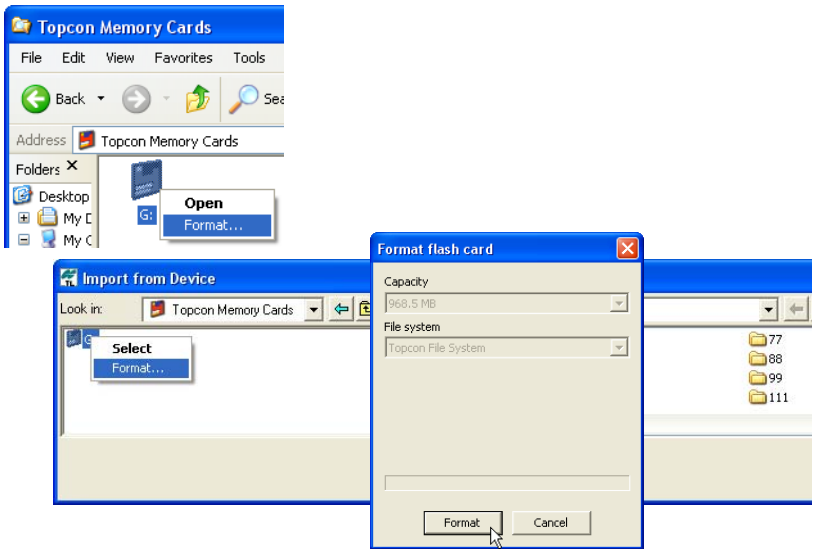 Topcon Memory Cards
File Edit View Favorites Tools
Back Sea
Address Topcon Memory Cards
Folders
Desktop
My D
My C
G:
Open
Format...
Import from Device
TL
Look in: Topcon Memory Cards
G
Select
Format...
Format flash card
Capacity
968.5 MB
File system
Topcon File System
Format Cancel
77
88
99
111